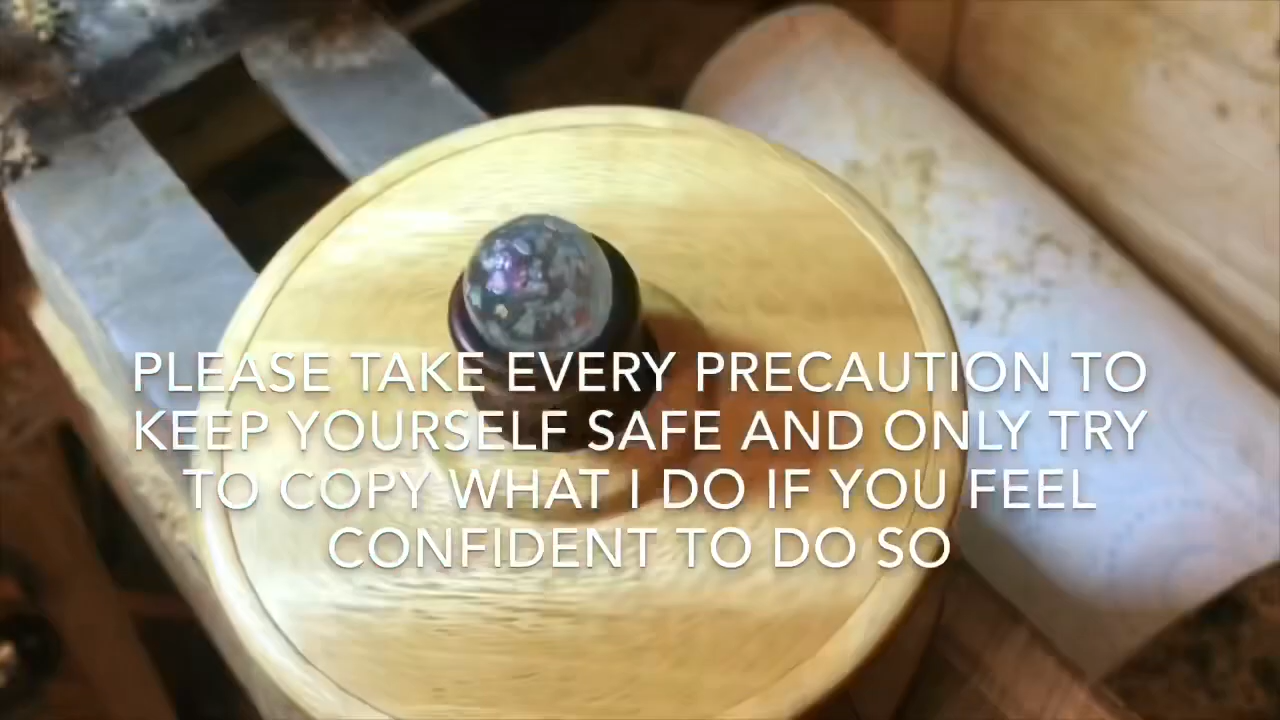 PLEASE TAKE EVERY PRECAUTION TO
KEEP YOURSELF SAFE AND ONLY TRY
TO COPY WHAT I DO IF YOU FEEL
CONFIDENT TO DO SO